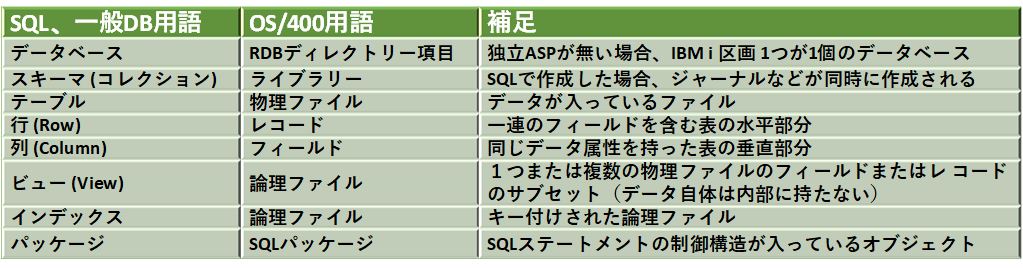 SQL、一般DB用語 OS/400用語 補足
データベース RDBディレクトリー項目 独立ASPが無い場合、IBM i 区画 1つが1個のデータベース
スキーマ (コレクション) ライブラリー SQLで作成した場合、ジャーナルなどが同時に作成される
テーブル 物理ファイル データが入っているファイル
行 (Row) レコード 一連のフィールドを含む表の水平部分
列 (Column) フィールド 同じデータ属性を持った表の垂直部分
ビュー (View) 論理ファイル １つまたは複数の物理ファイルのフィールドまたはレ コード
のサブセット（データ自体は内部に持たない）
インデックス 論理ファイル キー付けされた論理ファイル
パッケージ SQLパッケージ SQLステートメントの制御構造が入っているオブジェクト